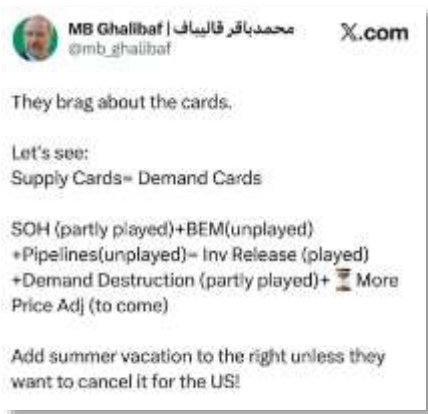 MB Ghalibaf | محمدباقر قالیباف
X.com
@mb_ghalibaf
They brag about the cards.
Let's see:
Supply Cards= Demand Cards
SOH (partly played)+BEM(unplayed)
+Pipelines(unplayed)= Inv Release (played)
+Demand Destruction (partly played)+ ⏳ More
Price Adj (to come)
Add summer vacation to the right unless they
want to cancel it for the US!